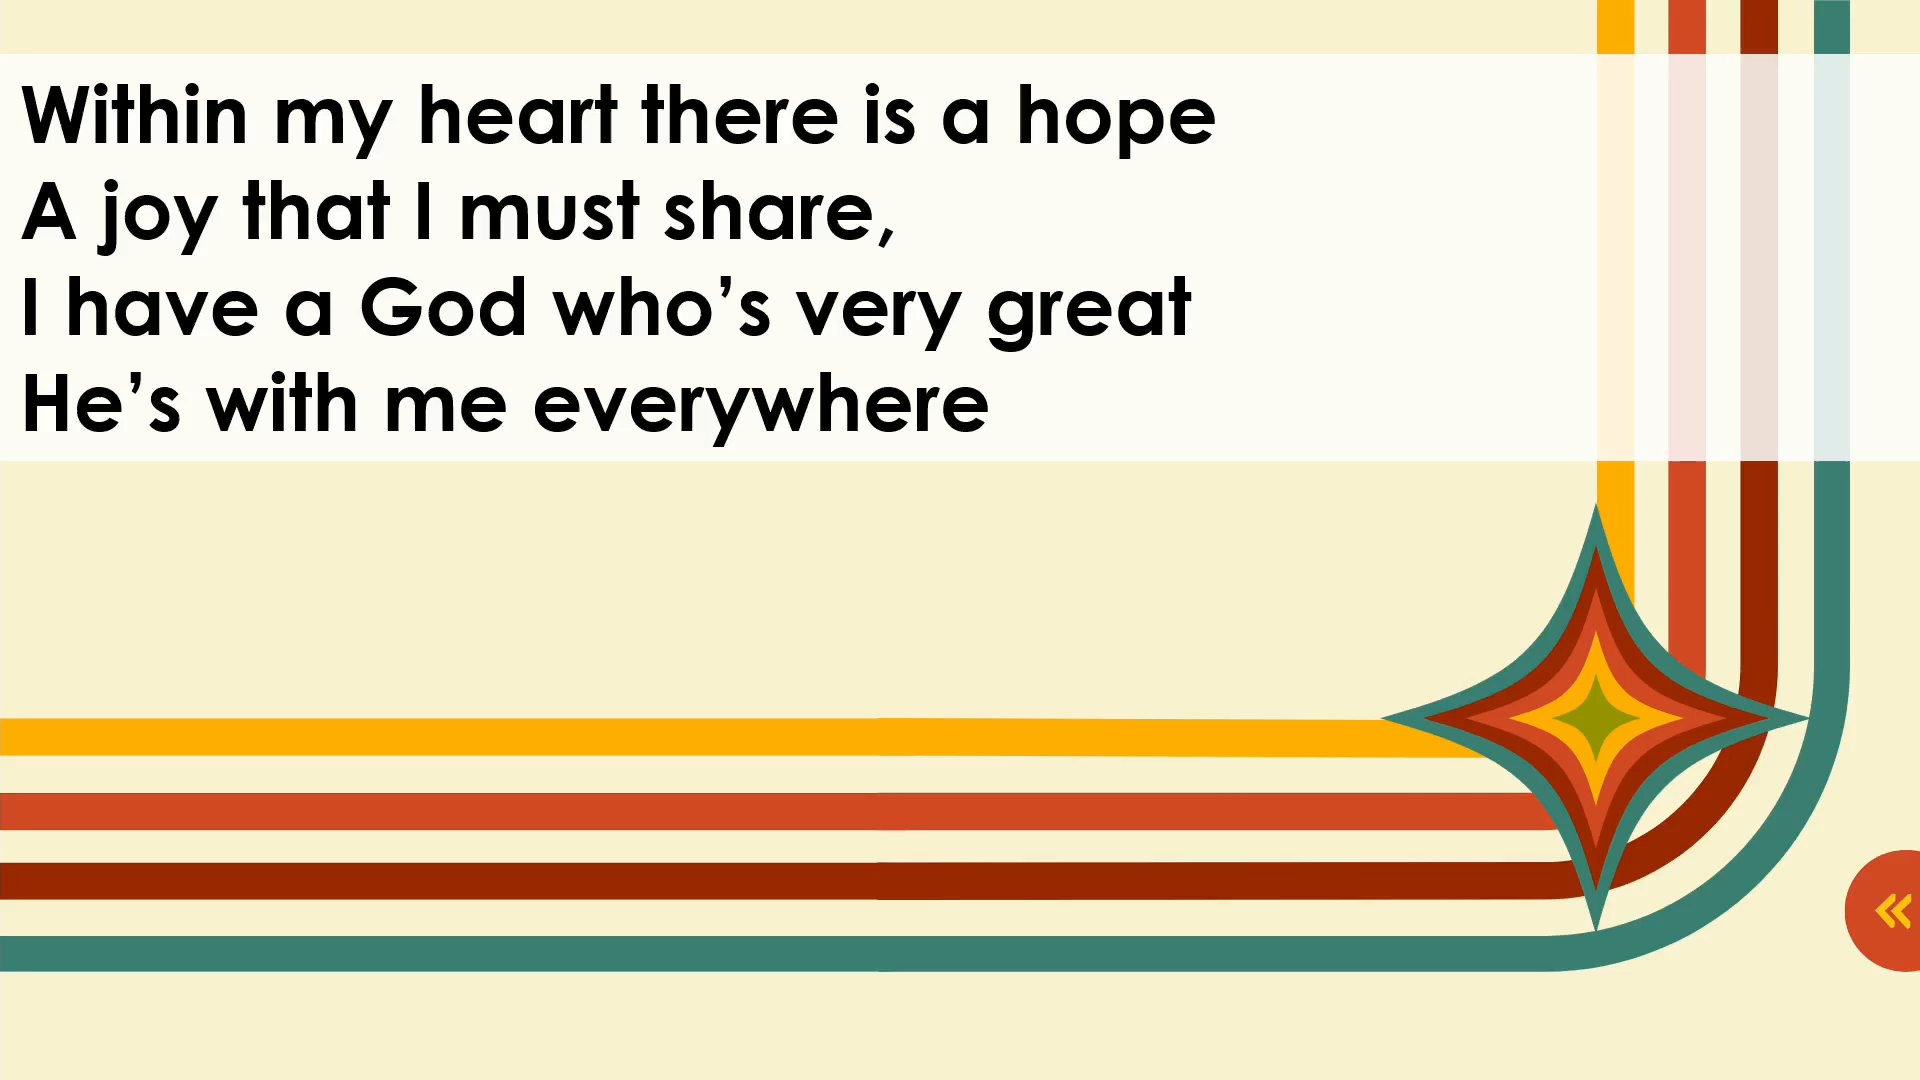 Within my heart there is a hope
A joy that I must share,
I have a God who’s very great
He’s with me everywhere